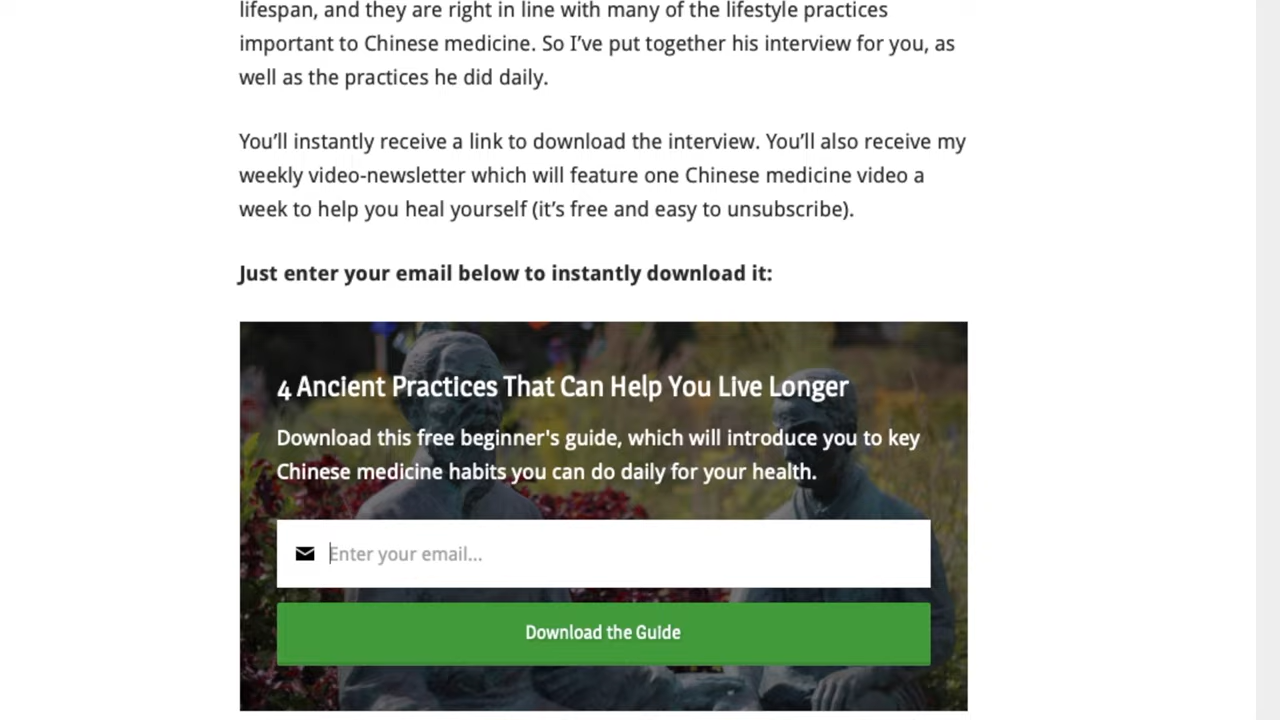 lifespan, and they are right in line with many of the lifestyle practices
important to Chinese medicine. So I’ve put together his interview for you, as
well as the practices he did daily.
You’ll instantly receive a link to download the interview. You’ll also receive my
weekly video-newsletter which will feature one Chinese medicine video a
week to help you heal yourself (it’s free and easy to unsubscribe).
Just enter your email below to instantly download it:
4 Ancient Practices That Can Help You Live Longer
Download this free beginner's guide, which will introduce you to key
Chinese medicine habits you can do daily for your health.
Enter your email...
Download the Guide